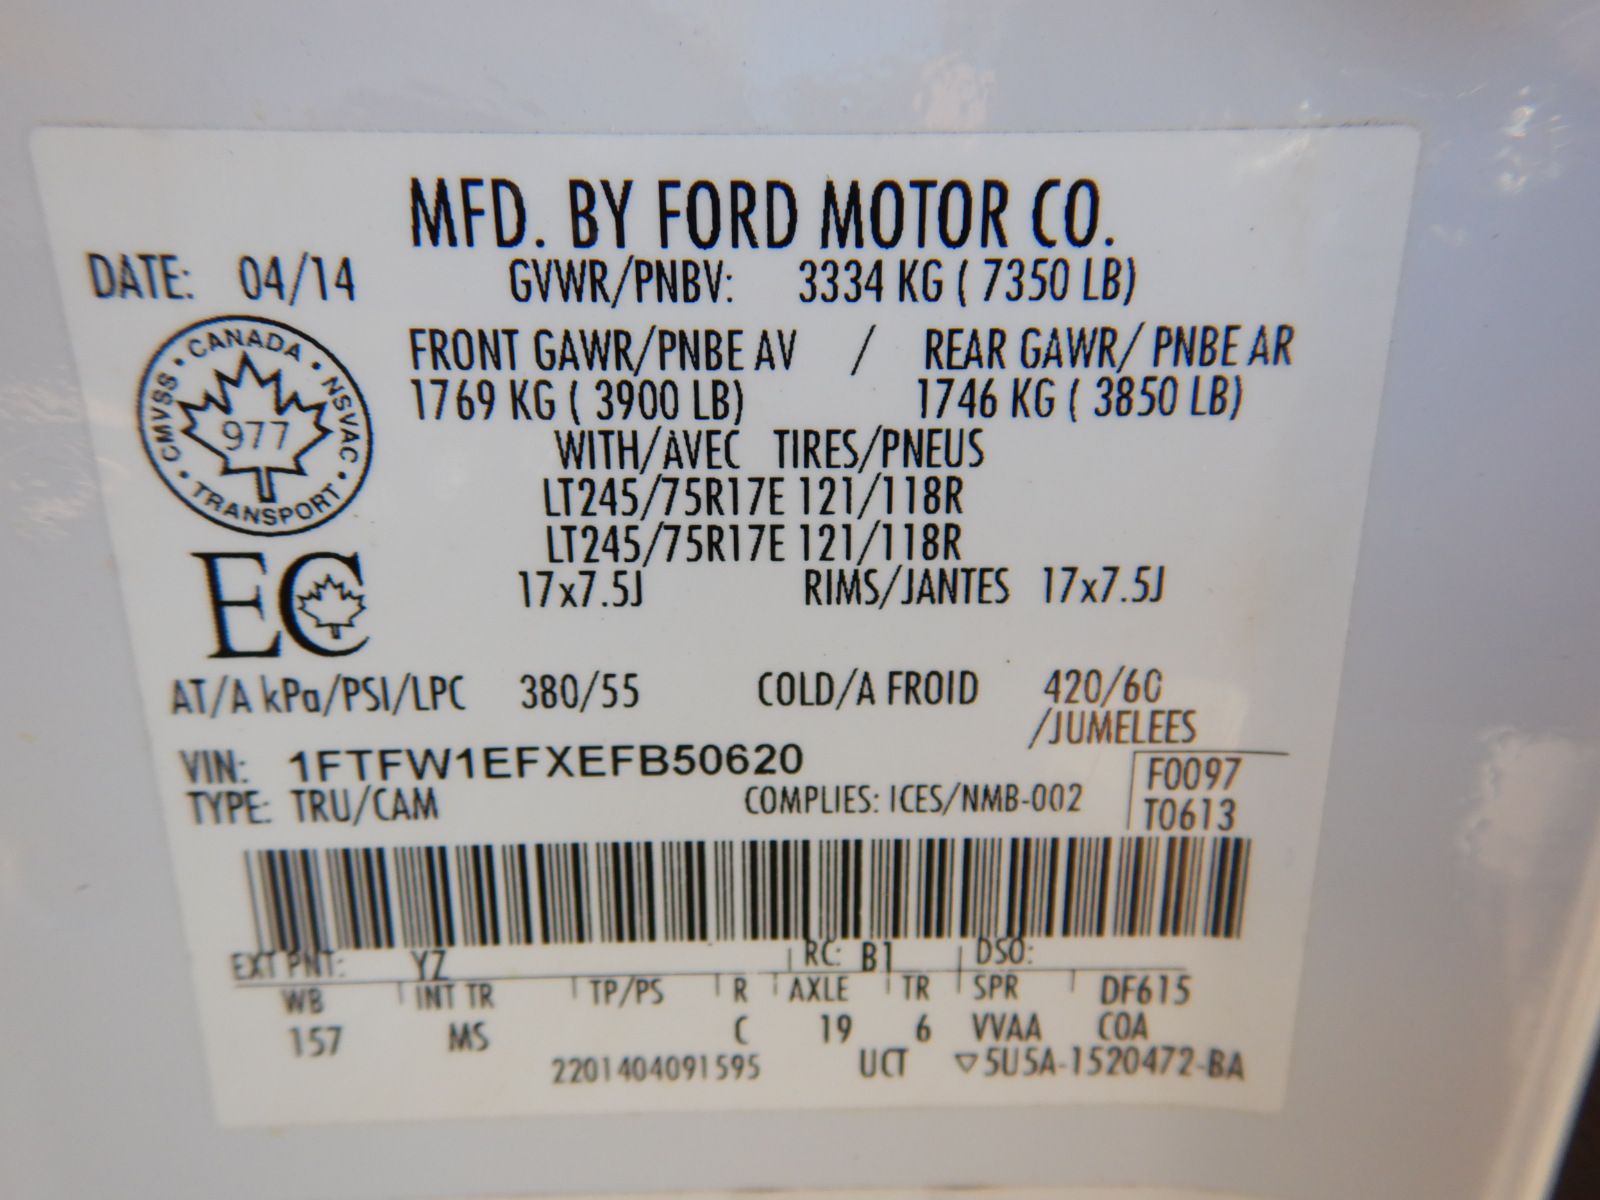 MFD. BY FORD MOTOR CO.
DATE: 04/14 GVWR/PNBV: 3334 KG ( 7350 LB)
FRONT GAWR/PNBE AV / REAR GAWR/ PNBE AR
1769 KG ( 3900 LB) 1746 KG ( 3850 LB)
WITH/AVEC TIRES/PNEUS
LT245/75R17E 121/118R
LT245/75R17E 121/118R
17x7.5J RIMS/JANTES 17x7.5J
CANADA · NSVAC · TRANSPORT · CMVSS ·
977
EC
AT/A kPa/PSI/LPC 380/55 COLD/A FROID 420/60
/JUMELEES
VIN: 1FTFW1EFXEFB50620
F0097
TYPE: TRU/CAM COMPLIES: ICES/NMB-002
T0613
EXT PNT: YZ RC: B1 DSO:
WB INT TR TP/PS R AXLE TR SPR DF615
157 MS C 19 6 VVAA COA
2201404091595 UCT ▽5U5A-1520472-BA